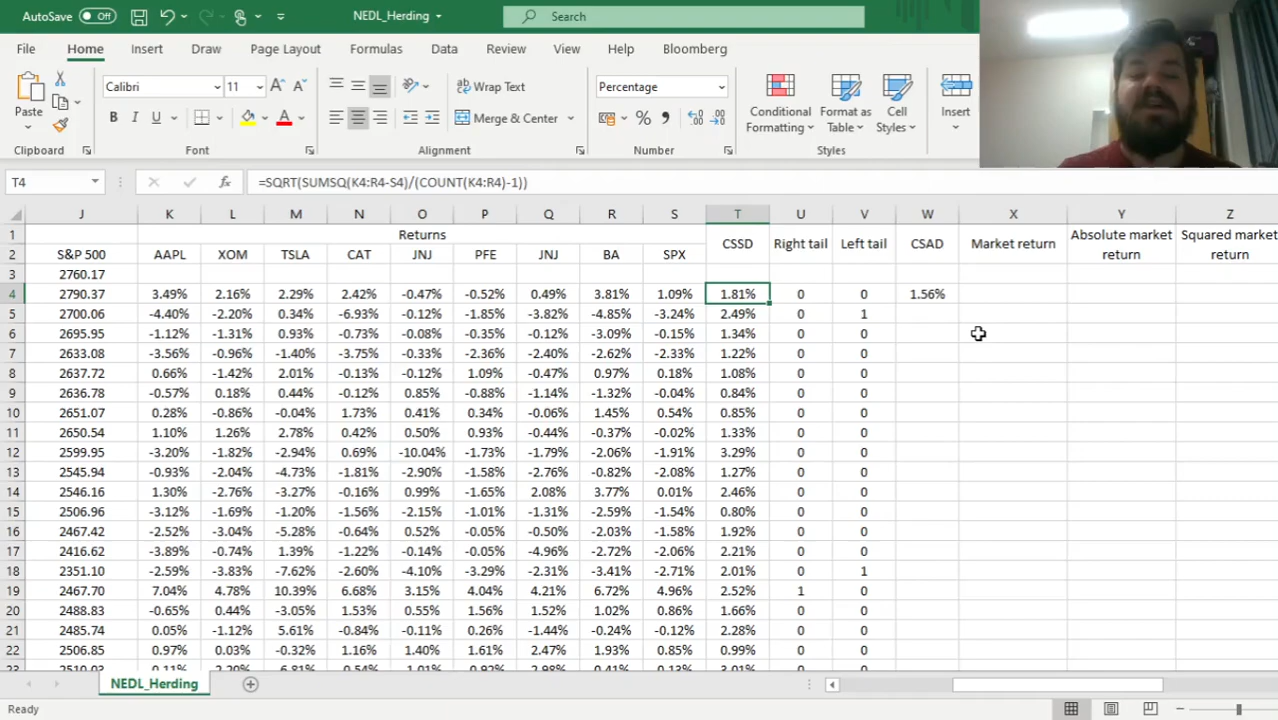 AutoSave Off NEDL_Herding Search
File Home Insert Draw Page Layout Formulas Data Review View Help Bloomberg
Calibri 11 A A Wrap Text Percentage
Paste B I U A Merge & Center % , Conditional Formatting Format as Table Cell Styles Insert
Clipboard Font Alignment Number Styles
T4 fx =SQRT(SUMSQ(K4:R4-S4)/(COUNT(K4:R4)-1))
J K L M N O P Q R S T U V W X Y Z
1 Returns CSSD Right tail Left tail CSAD Market return Absolute market return Squared market return
2 S&P 500 AAPL XOM TSLA CAT JNJ PFE JNJ BA SPX
3 2760.17
4 2790.37 3.49% 2.16% 2.29% 2.42% -0.47% -0.52% 0.49% 3.81% 1.09% 1.81% 0 0 1.56%
5 2700.06 -4.40% -2.20% 0.34% -6.93% -0.12% -1.85% -3.82% -4.85% -3.24% 2.49% 0 1
6 2695.95 -1.12% -1.31% 0.93% -0.73% -0.08% -0.35% -0.12% -3.09% -0.15% 1.34% 0 0
7 2633.08 -3.56% -0.96% -1.40% -3.75% -0.33% -2.36% -2.40% -2.62% -2.33% 1.22% 0 0
8 2637.72 0.66% -1.42% 2.01% -0.13% -0.12% 1.09% -0.47% 0.97% 0.18% 1.08% 0 0
9 2636.78 -0.57% 0.18% 0.44% -0.12% 0.85% -0.88% -1.14% -1.32% -0.04% 0.84% 0 0
10 2651.07 0.28% -0.86% -0.04% 1.73% 0.41% 0.34% -0.06% 1.45% 0.54% 0.85% 0 0
11 2650.54 1.10% 1.26% 2.78% 0.42% 0.50% 0.93% -0.44% -0.37% -0.02% 1.33% 0 0
12 2599.95 -3.20% -1.82% -2.94% 0.69% -10.04% -1.73% -1.79% -2.06% -1.91% 3.29% 0 0
13 2545.94 -0.93% -2.04% -4.73% -1.81% -2.90% -1.58% -2.76% -0.82% -2.08% 1.27% 0 0
14 2546.16 1.30% -2.76% -3.27% -0.16% 0.99% -1.65% 2.08% 3.77% 0.01% 2.46% 0 0
15 2506.96 -3.12% -1.69% -1.20% -1.56% -2.15% -1.01% -1.31% -2.59% -1.54% 0.80% 0 0
16 2467.42 -2.52% -3.04% -5.28% -0.64% 0.52% -0.05% -0.50% -2.03% -1.58% 1.92% 0 0
17 2416.62 -3.89% -0.74% 1.39% -1.22% -0.14% -0.05% -4.96% -2.72% -2.06% 2.21% 0 0
18 2351.10 -2.59% -3.83% -7.62% -2.60% -4.10% -3.29% -2.31% -3.41% -2.71% 2.01% 0 1
19 2467.70 7.04% 4.78% 10.39% 6.68% 3.15% 4.04% 4.21% 6.72% 4.96% 2.52% 1 0
20 2488.83 -0.65% 0.44% -3.05% 1.53% 0.55% 1.56% 1.52% 1.02% 0.86% 1.66% 0 0
21 2485.74 0.05% -1.12% 5.61% -0.84% -0.11% 0.26% -1.44% -0.24% -0.12% 2.28% 0 0
22 2506.85 0.97% 0.03% -0.32% 1.16% 1.40% 1.61% 2.47% 1.93% 0.85% 0.99% 0 0
NEDL_Herding
Ready